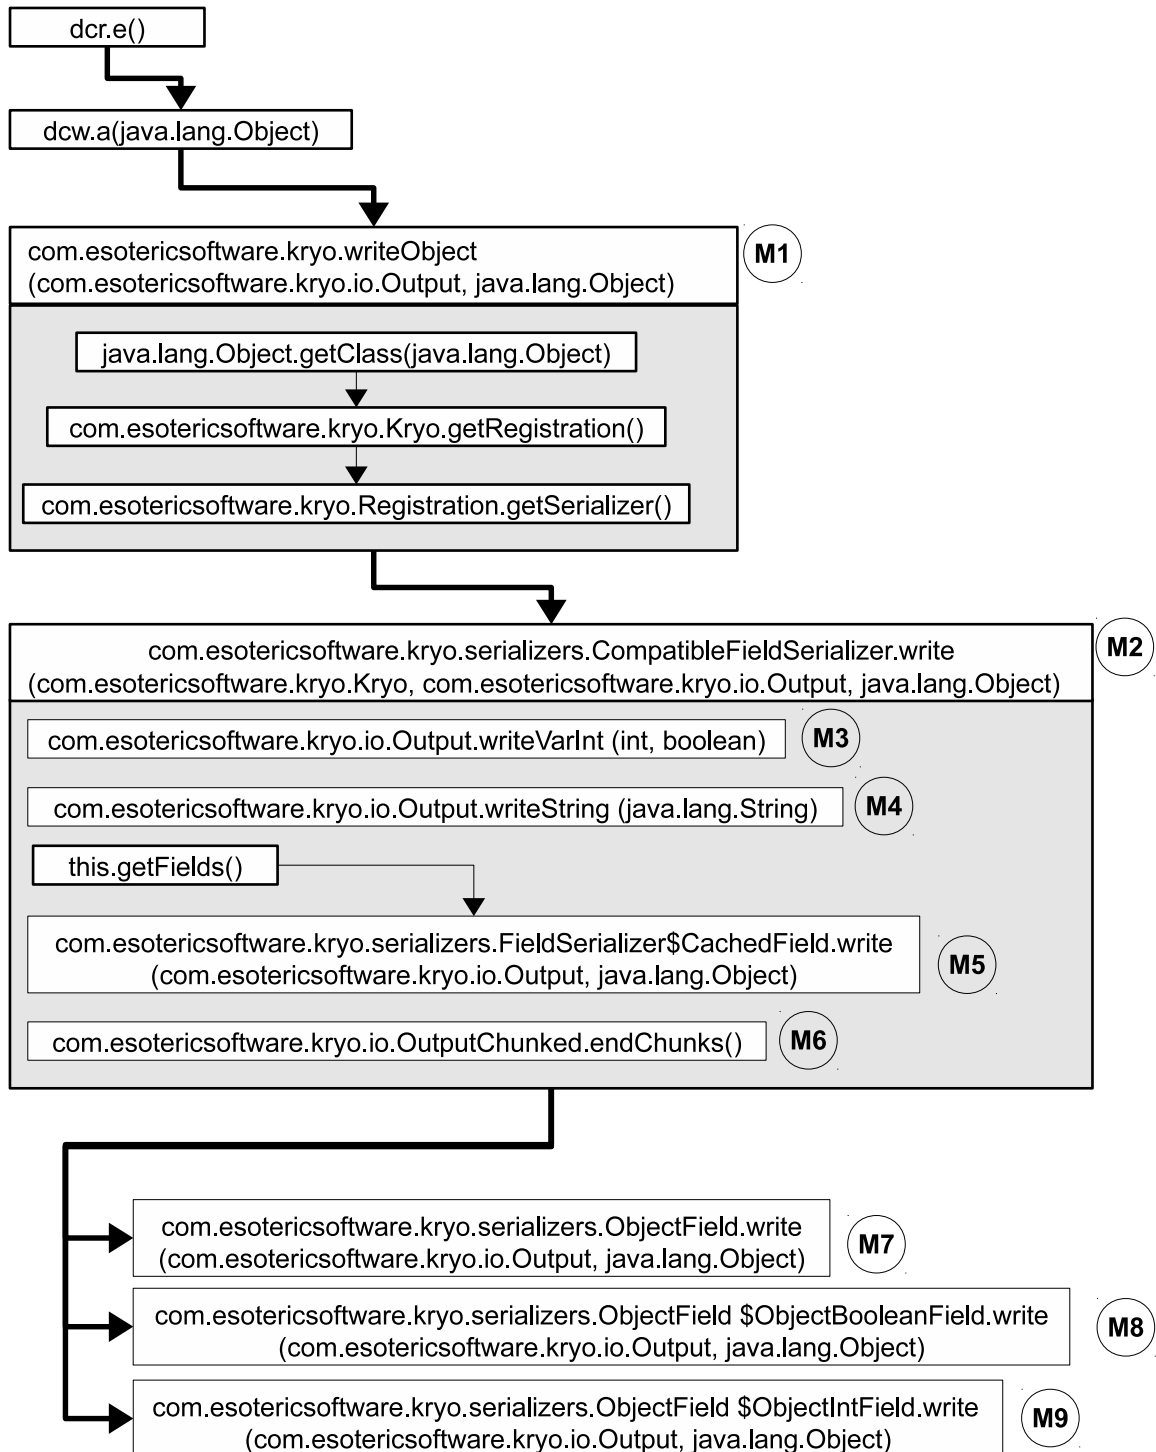 dcr.e()
dcw.a(java.lang.Object)
com.esotericsoftware.kryo.writeObject
(com.esotericsoftware.kryo.io.Output, java.lang.Object)
M1
java.lang.Object.getClass(java.lang.Object)
com.esotericsoftware.kryo.Kryo.getRegistration()
com.esotericsoftware.kryo.Registration.getSerializer()
com.esotericsoftware.kryo.serializers.CompatibleFieldSerializer.write
(com.esotericsoftware.kryo.Kryo, com.esotericsoftware.kryo.io.Output, java.lang.Object)
M2
com.esotericsoftware.kryo.io.Output.writeVarInt (int, boolean)
M3
com.esotericsoftware.kryo.io.Output.writeString (java.lang.String)
M4
this.getFields()
com.esotericsoftware.kryo.serializers.FieldSerializer$CachedField.write
(com.esotericsoftware.kryo.io.Output, java.lang.Object)
M5
com.esotericsoftware.kryo.io.OutputChunked.endChunks()
M6
com.esotericsoftware.kryo.serializers.ObjectField.write
(com.esotericsoftware.kryo.io.Output, java.lang.Object)
M7
com.esotericsoftware.kryo.serializers.ObjectField $ObjectBooleanField.write
(com.esotericsoftware.kryo.io.Output, java.lang.Object)
M8
com.esotericsoftware.kryo.serializers.ObjectField $ObjectIntField.write
(com.esotericsoftware.kryo.io.Output, java.lang.Object)
M9